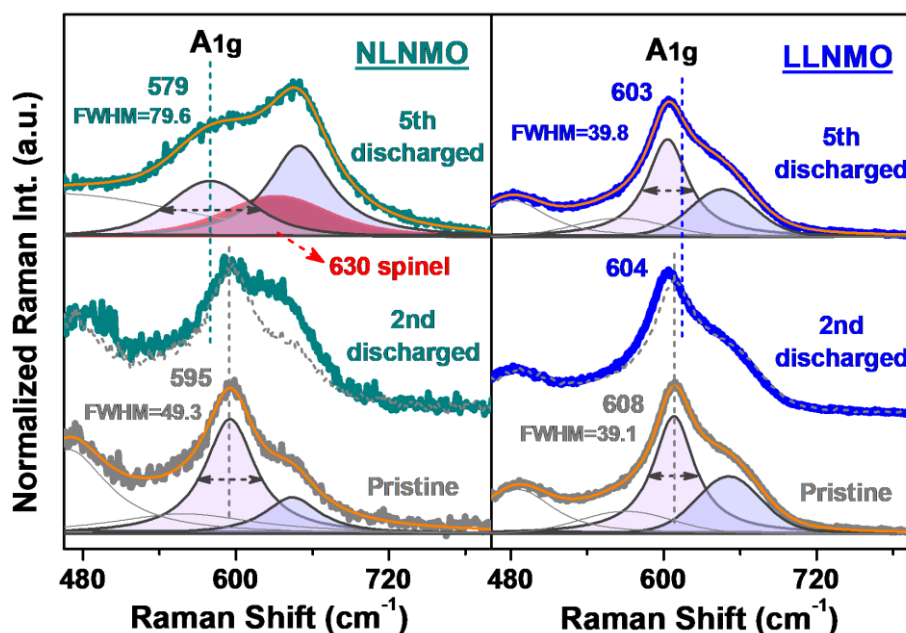 Normalized Raman Int. (a.u.)
A1g
NLNMO
579
FWHM=79.6
5th
discharged
630 spinel
2nd
discharged
595
FWHM=49.3
Pristine
480
600
720
Raman Shift (cm⁻¹)
A1g
LLNMO
603
FWHM=39.8
5th
discharged
604
2nd
discharged
608
FWHM=39.1
Pristine
480
600
720
Raman Shift (cm⁻¹)